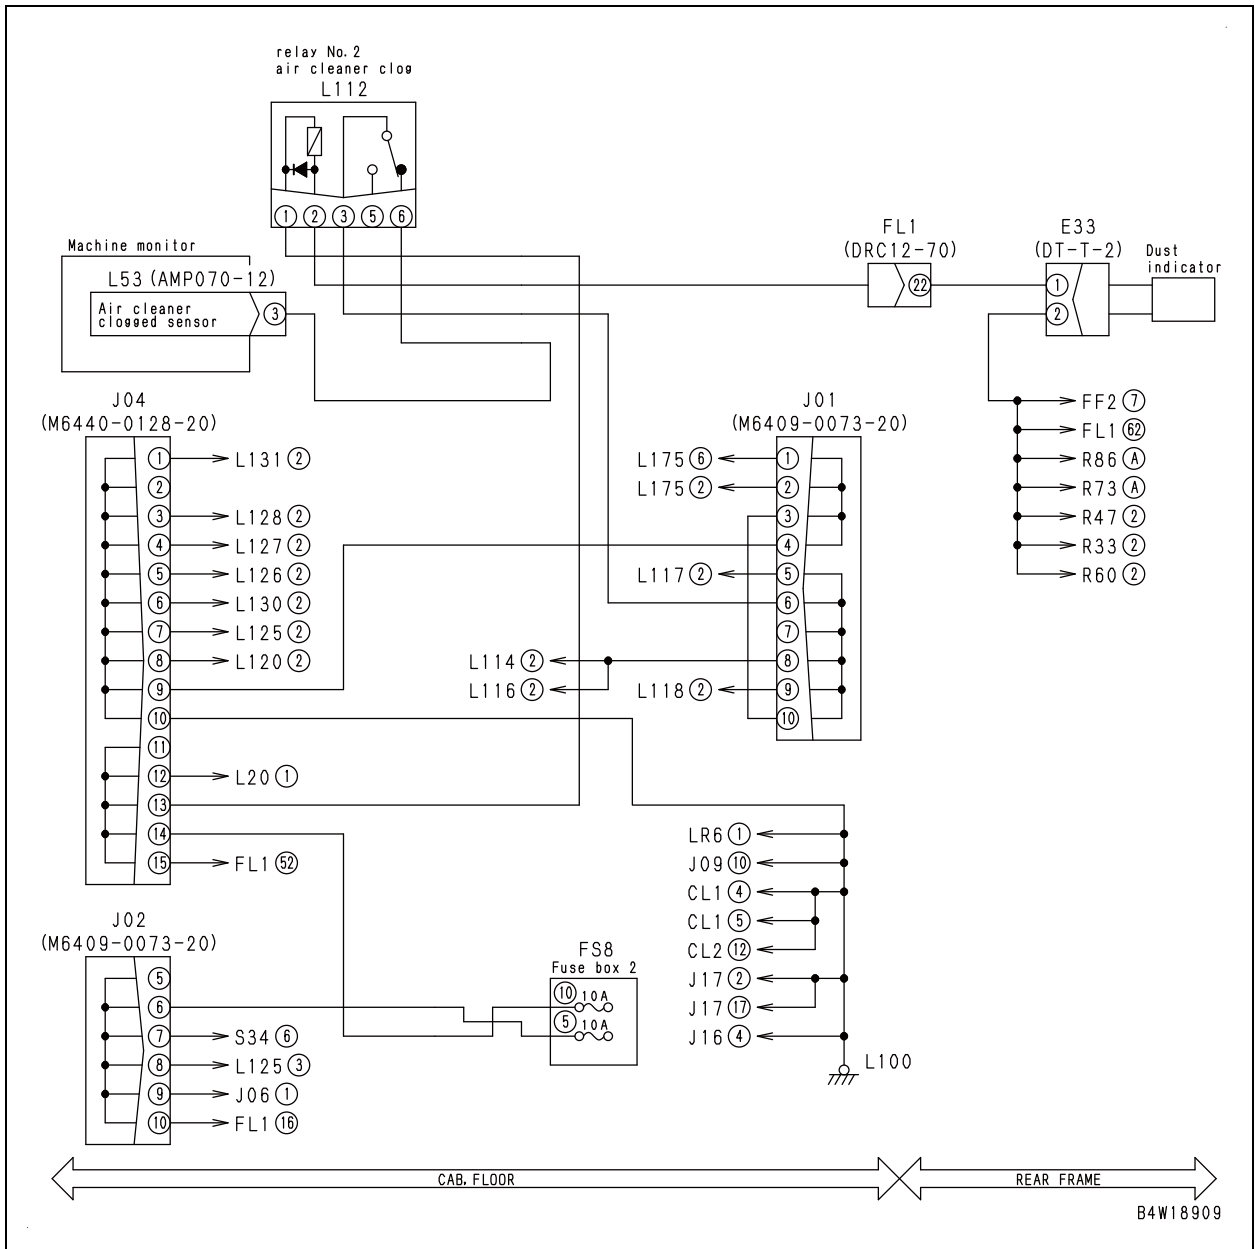 relay No.2
air cleaner clog
L112
1 2 3 5 6
Machine monitor
L53 (AMP070-12)
Air cleaner
clogged sensor
3
FL1
(DRC12-70)
22
E33
(DT-T-2)
1
2
Dust
indicator
FF2 7
FL1 62
R86 A
R73 A
R47 2
R33 2
R60 2
J04
(M6440-0128-20)
1 L131 2
2
3 L128 2
4 L127 2
5 L126 2
6 L130 2
7 L125 2
8 L120 2
9
10
11
12 L20 1
13
14
15 FL1 52
J01
(M6409-0073-20)
L175 6 1
L175 2 2
3
4
L117 2 5
6
7
L114 2 8
L116 2 L118 2 9
10
LR6 1
J09 10
CL1 4
CL1 5
CL2 12
J17 2
J17 17
J16 4
L100
J02
(M6409-0073-20)
5
6
7 S34 6
8 L125 3
9 J06 1
10 FL1 16
FS8
Fuse box 2
10 10A
5 10A
CAB. FLOOR
REAR FRAME
B4W18909